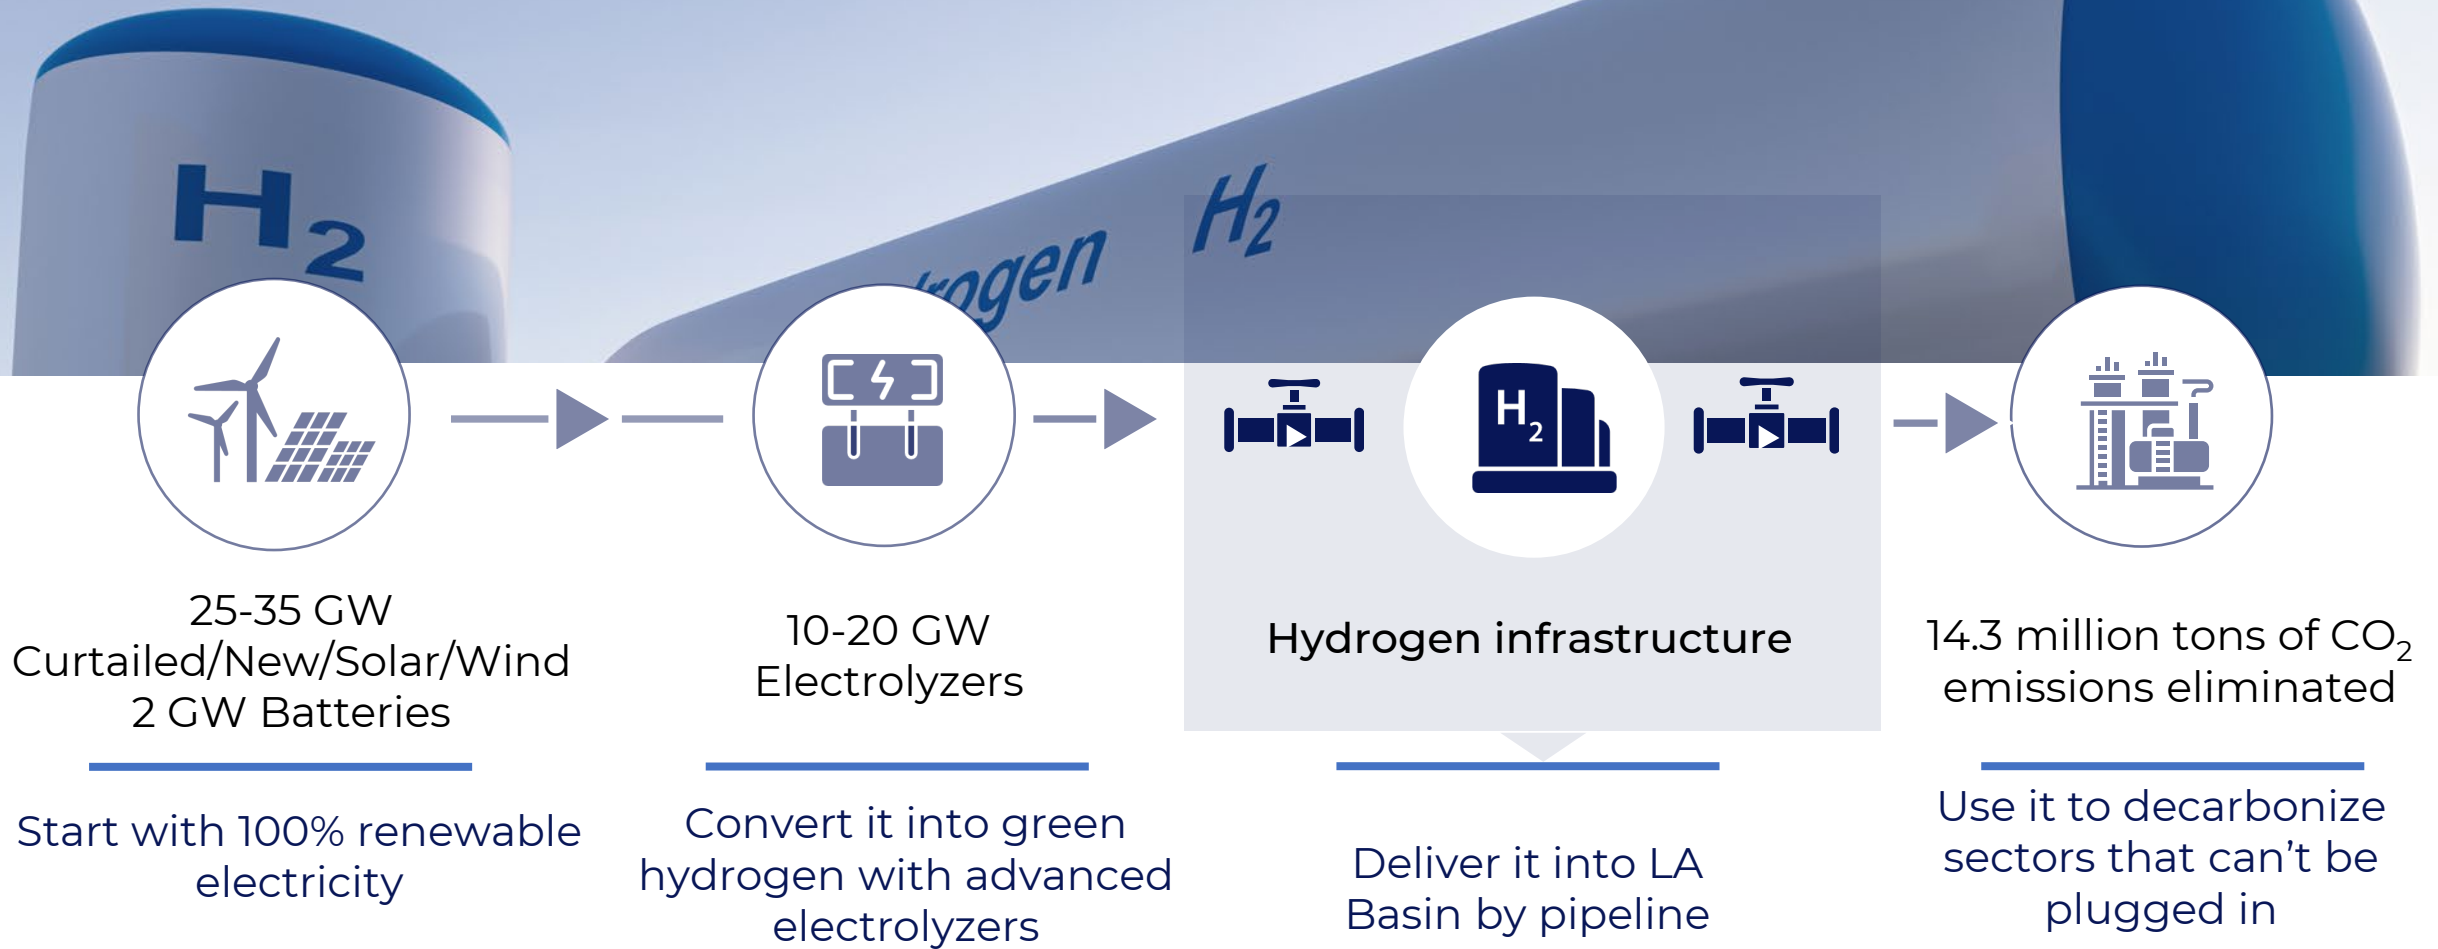 H₂
rogen H₂
H₂
25-35 GW
Curtailed/New/Solar/Wind
2 GW Batteries
Start with 100% renewable
electricity
10-20 GW
Electrolyzers
Convert it into green
hydrogen with advanced
electrolyzers
Hydrogen infrastructure
Deliver it into LA
Basin by pipeline
14.3 million tons of CO₂
emissions eliminated
Use it to decarbonize
sectors that can’t be
plugged in